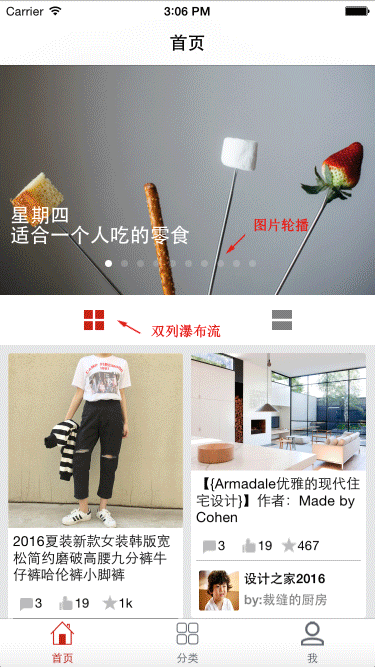 Carrier 3:06 PM
首页
图片轮播
星期四
适合一个人吃的零食
双列瀑布流
2016夏装新款女装韩版宽
松简约磨破高腰九分裤牛
仔裤哈伦裤小脚裤
3 19 1k
【{Armadale优雅的现代住
宅设计}】作者：Made by
Cohen
3 19 467
设计之家2016
by:裁缝的厨房
首页 分类 我